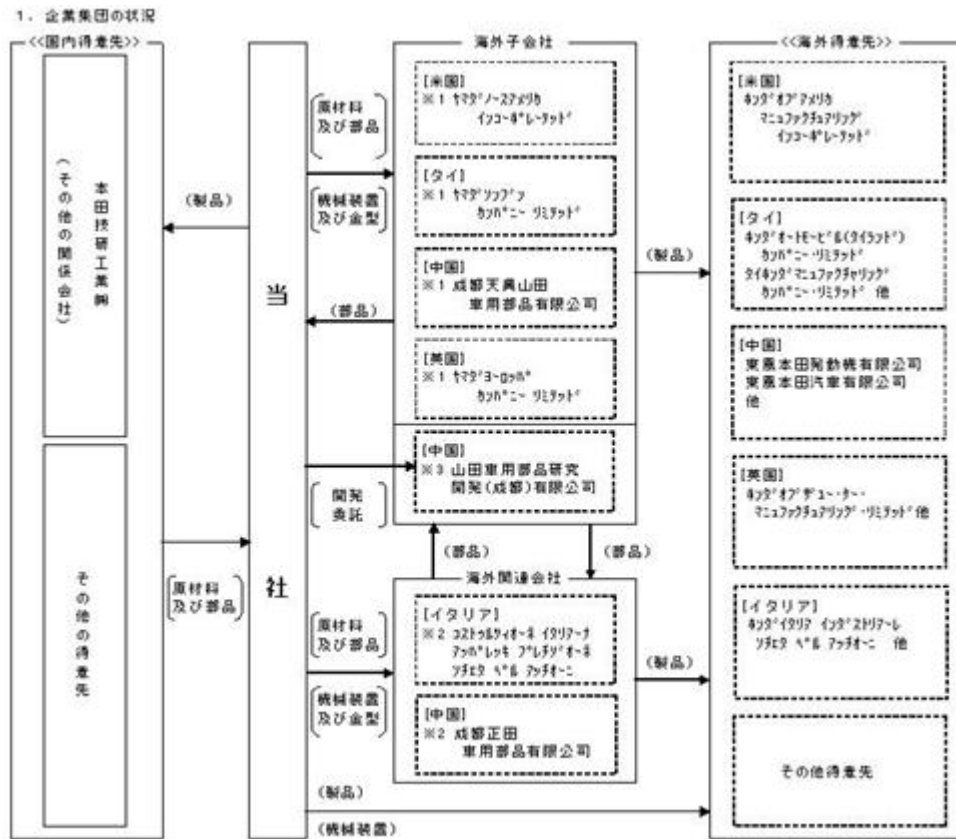 1. 企業集団の状況
<<国内得意先>>
本田技研工業㈱
(その他の関係会社)
その他の得意先
(製品)
原材料
及び部品
当
社
原材料
及び部品
機械装置
及び金型
(部品)
開発
委託
原材料
及び部品
機械装置
及び金型
(製品)
(機械装置)
海外子会社
[米国]
※1 ヤマダノースアメリカ
インコーポレーテッド
[タイ]
※1 ヤマダソンブン
カンパニー リミテッド
[中国]
※1 成都天興山田
車用部品有限公司
[英国]
※1 ヤマダヨーロッパ
カンパニー リミテッド
[中国]
※3 山田車用部品研究
開発(成都)有限公司
(部品)
(部品)
海外関連会社
[イタリア]
※2 コストゥルツィオーネ イタリアーナ
アッパレッキ プレチジオーネ
ソチエタ ペル アッチオーニ
[中国]
※2 成都正田
車用部品有限公司
(製品)
(製品)
<<海外得意先>>
[米国]
ホンダオブアメリカ
マニュファクチュアリング
インコーポレーテッド
[タイ]
ホンダオートモービル(タイランド)
カンパニー・リミテッド
タイホンダマニュファクチャリング
カンパニー・リミテッド 他
[中国]
東風本田発動機有限公司
東風本田汽車有限公司
他
[英国]
ホンダオブザユー・ケー・
マニュファクチュアリング・リミテッド他
[イタリア]
ホンダイタリア インダストリアーレ
ソチエタ ペル アッチオーニ 他
その他得意先